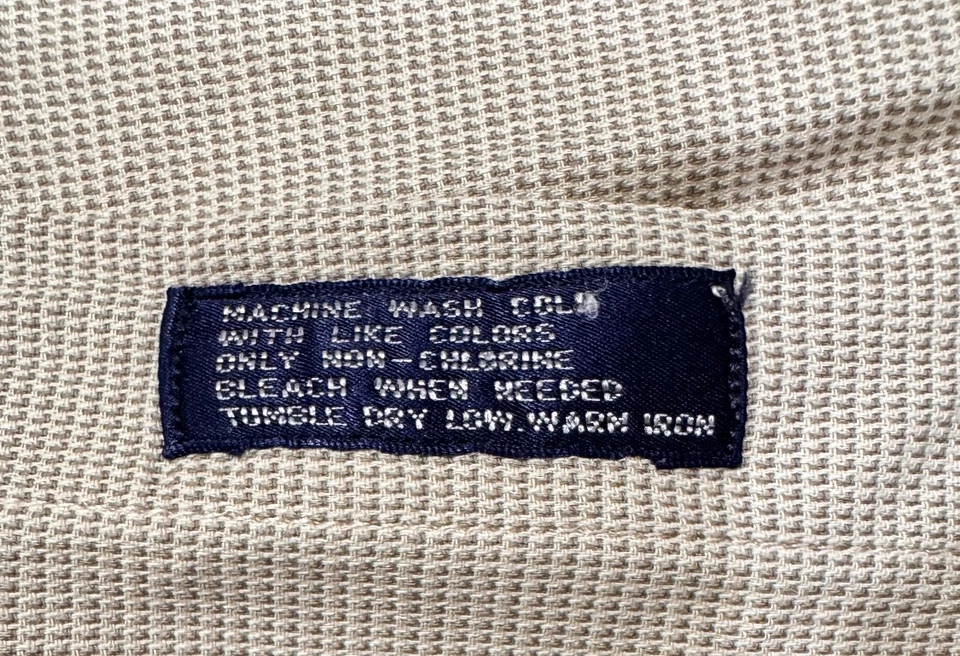 MACHINE WASH COLD
WITH LIKE COLORS
ONLY NON-CHLORINE
BLEACH WHEN NEEDED
TUMBLE DRY LOW.WARM IRON